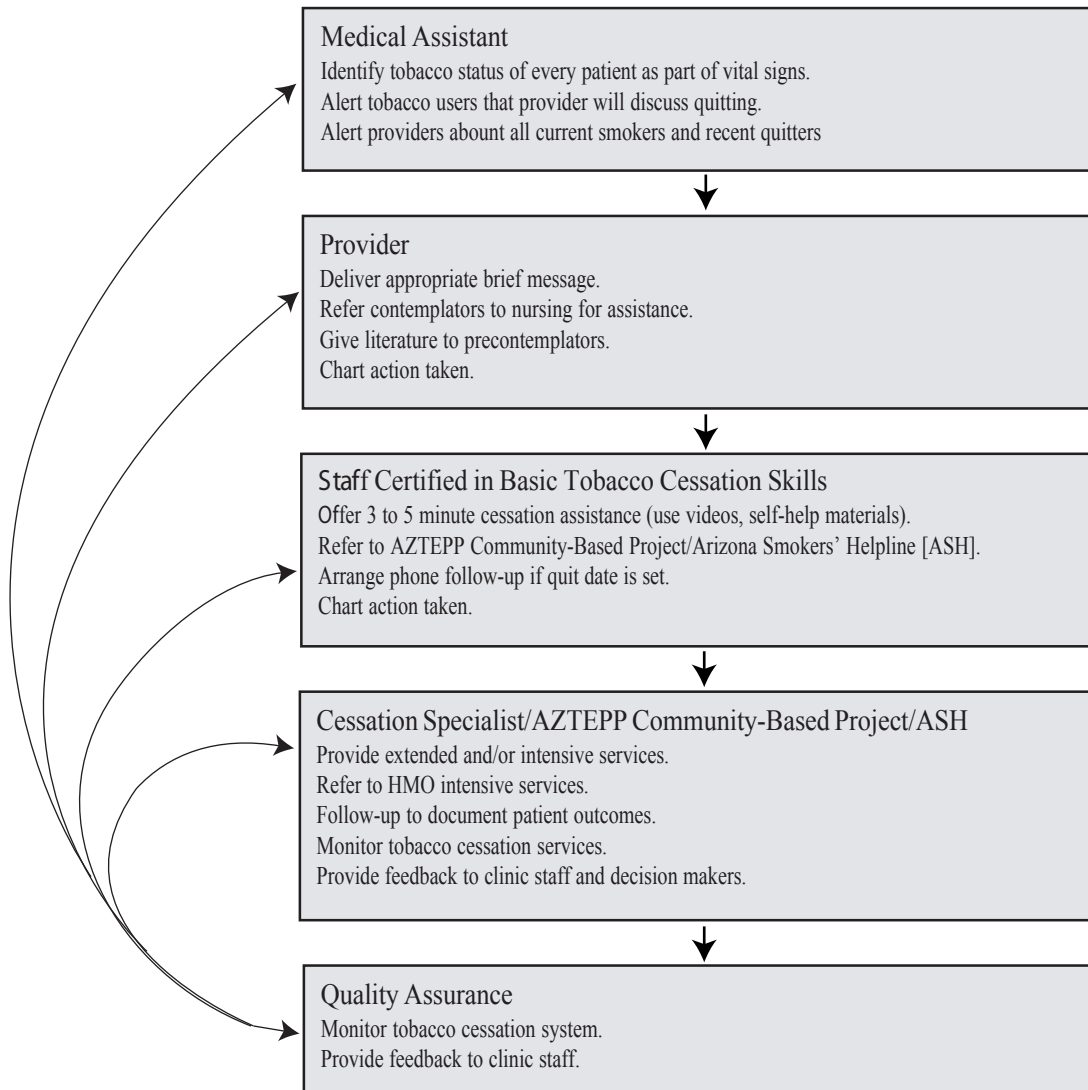 Medical Assistant
Identify tobacco status of every patient as part of vital signs.
Alert tobacco users that provider will discuss quitting.
Alert providers abount all current smokers and recent quitters
Provider
Deliver appropriate brief message.
Refer contemplators to nursing for assistance.
Give literature to precontemplators.
Chart action taken.
Staff Certified in Basic Tobacco Cessation Skills
Offer 3 to 5 minute cessation assistance (use videos, self-help materials).
Refer to AZTEPP Community-Based Project/Arizona Smokers’ Helpline [ASH].
Arrange phone follow-up if quit date is set.
Chart action taken.
Cessation Specialist/AZTEPP Community-Based Project/ASH
Provide extended and/or intensive services.
Refer to HMO intensive services.
Follow-up to document patient outcomes.
Monitor tobacco cessation services.
Provide feedback to clinic staff and decision makers.
Quality Assurance
Monitor tobacco cessation system.
Provide feedback to clinic staff.